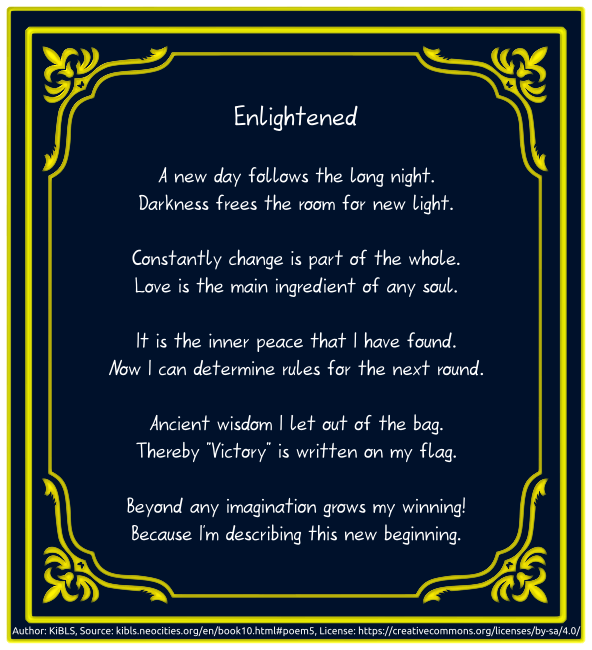 Enlightened
A new day follows the long night.
Darkness frees the room for new light.
Constantly change is part of the whole.
Love is the main ingredient of any soul.
It is the inner peace that I have found.
Now I can determine rules for the next round.
Ancient wisdom I let out of the bag.
Thereby "Victory" is written on my flag.
Beyond any imagination grows my winning!
Because I'm describing this new beginning.
Author: KiBLS, Source: kibls.neocities.org/en/book10.html#poem5, License: https://creativecommons.org/licenses/by-sa/4.0/